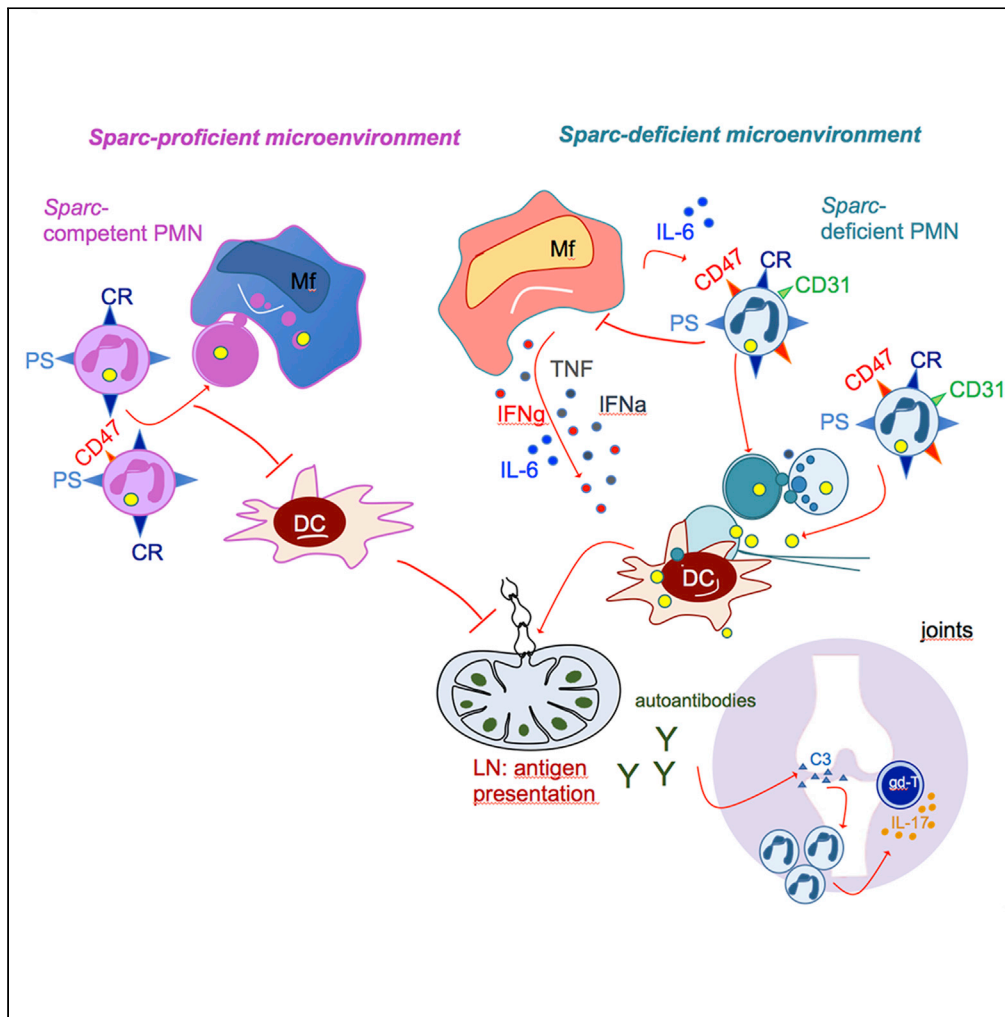 Sparc-proficient microenvironment
Sparc-deficient microenvironment
Sparc-
competent PMN
Mf
CR
PS
CD47
PS
CR
DC
Mf
IL-6
Sparc-
deficient PMN
CD47
CR
CD31
PS
TNF
IFNg
IFNa
IL-6
CD47
CR
CD31
PS
DC
joints
autoantibodies
Y
Y Y
LN: antigen
presentation
C3
gd-T
IL-17